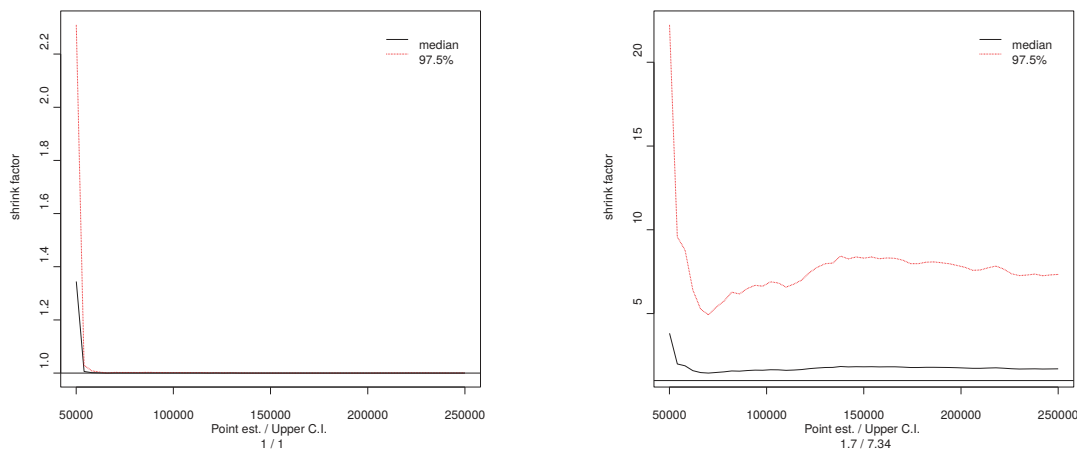 median
97.5%
2.2
2.0
1.8
1.6
1.4
1.2
1.0
shrink factor
50000 100000 150000 200000 250000
Point est. / Upper C.I.
1 / 1
median
97.5%
20
15
10
5
shrink factor
50000 100000 150000 200000 250000
Point est. / Upper C.I.
1.7 / 7.34